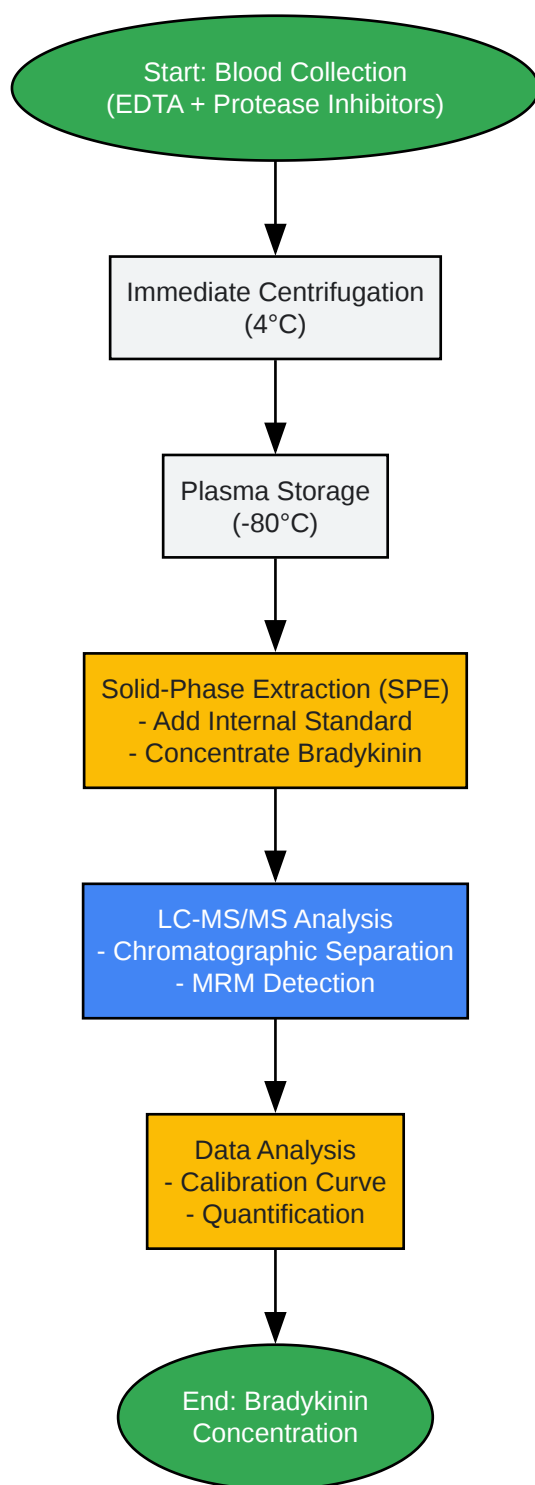 Start: Blood Collection
(EDTA + Protease Inhibitors)
Immediate Centrifugation
(4°C)
Plasma Storage
(-80°C)
Solid-Phase Extraction (SPE)
- Add Internal Standard
- Concentrate Bradykinin
LC-MS/MS Analysis
- Chromatographic Separation
- MRM Detection
Data Analysis
- Calibration Curve
- Quantification
End: Bradykinin
Concentration